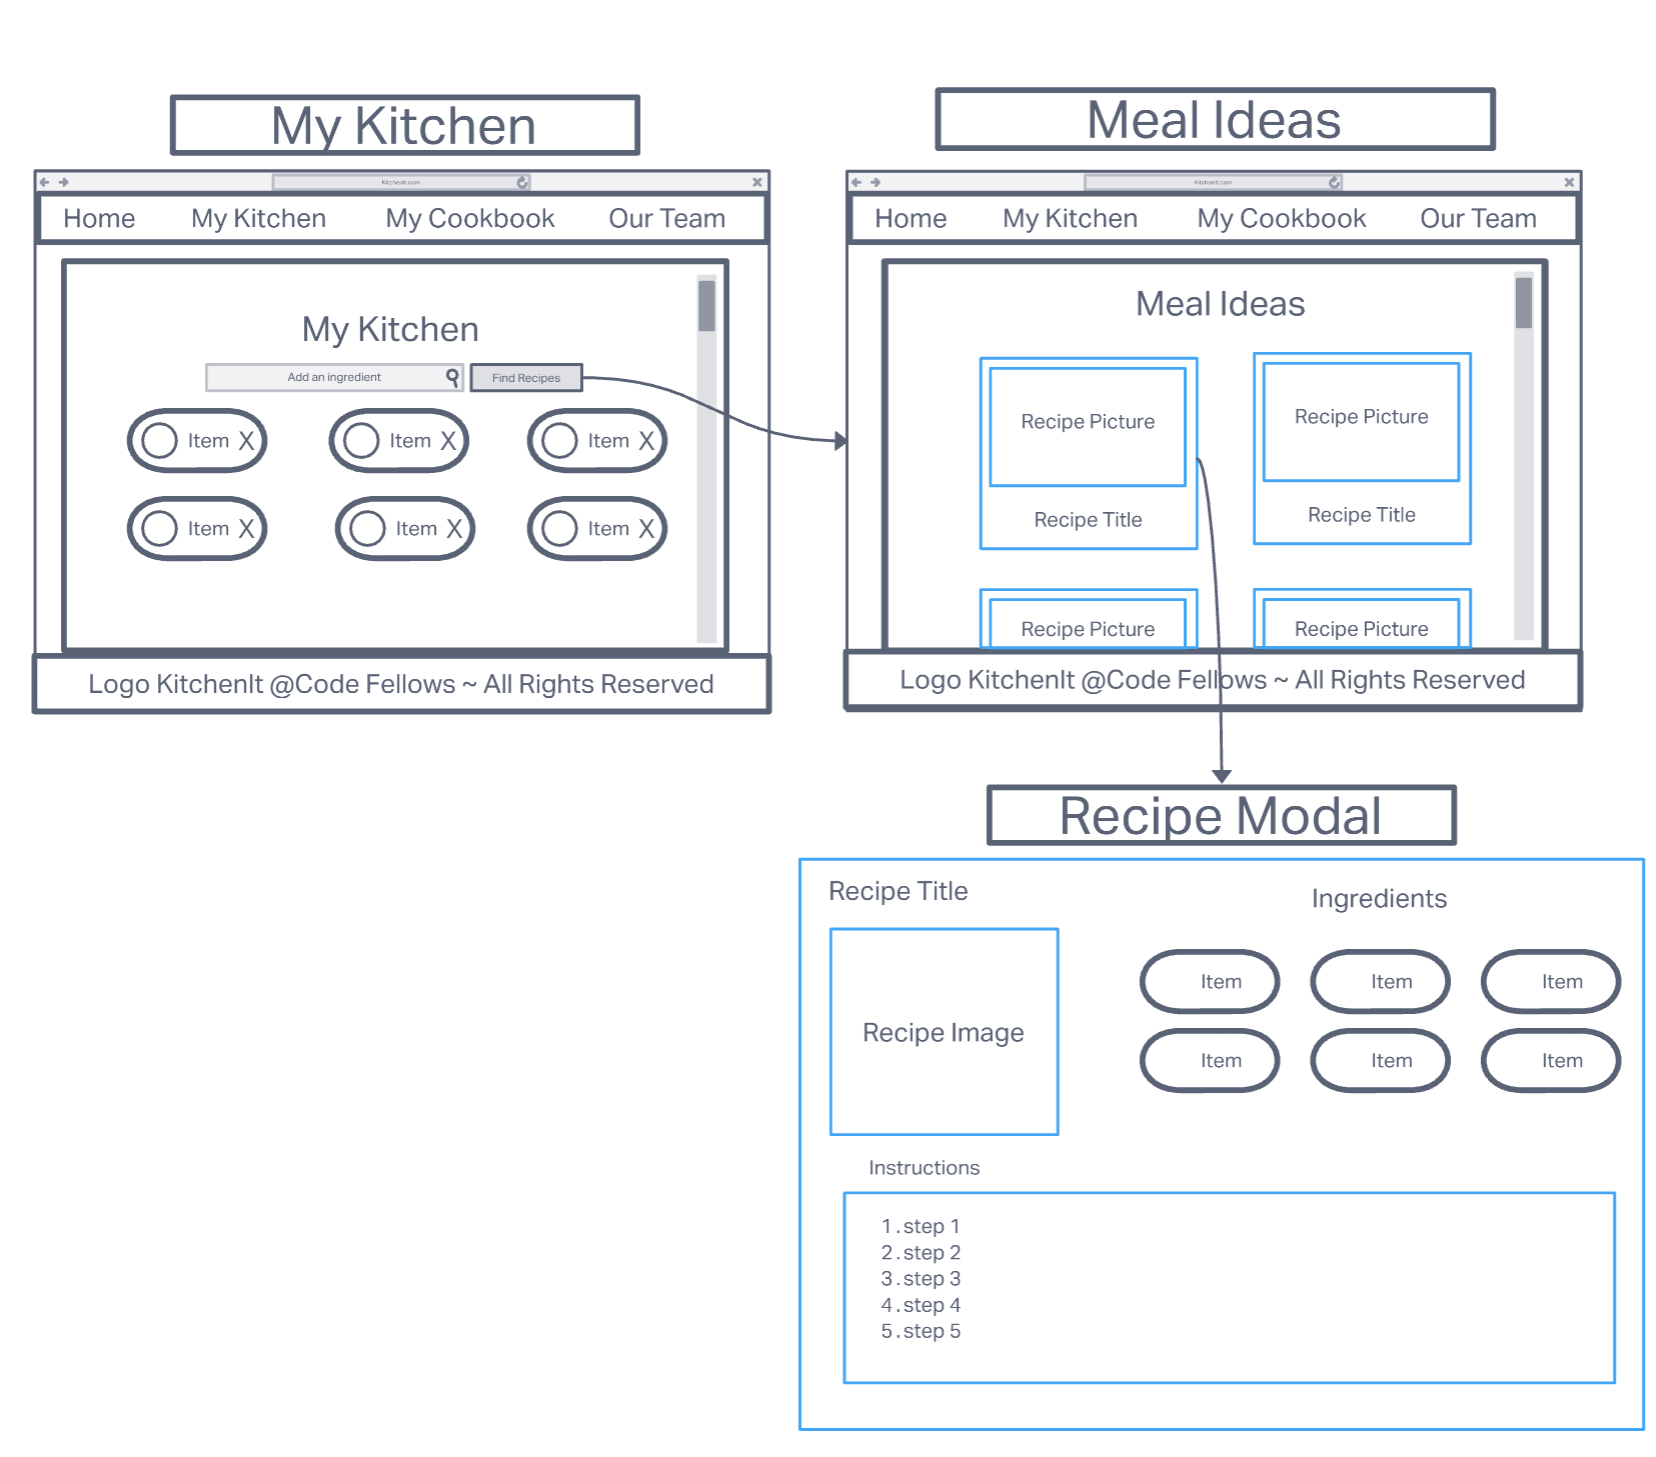 My Kitchen
KitchenIt.com
Home My Kitchen My Cookbook Our Team
My Kitchen
Add an ingredient Find Recipes
Item X Item X Item X
Item X Item X Item X
Logo KitchenIt @Code Fellows ~ All Rights Reserved
Meal Ideas
KitchenIt.com
Home My Kitchen My Cookbook Our Team
Meal Ideas
Recipe Picture Recipe Picture
Recipe Title Recipe Title
Recipe Picture Recipe Picture
Logo KitchenIt @Code Fellows ~ All Rights Reserved
Recipe Modal
Recipe Title
Recipe Image
Ingredients
Item Item Item
Item Item Item
Instructions
1. step 1
2. step 2
3. step 3
4. step 4
5. step 5